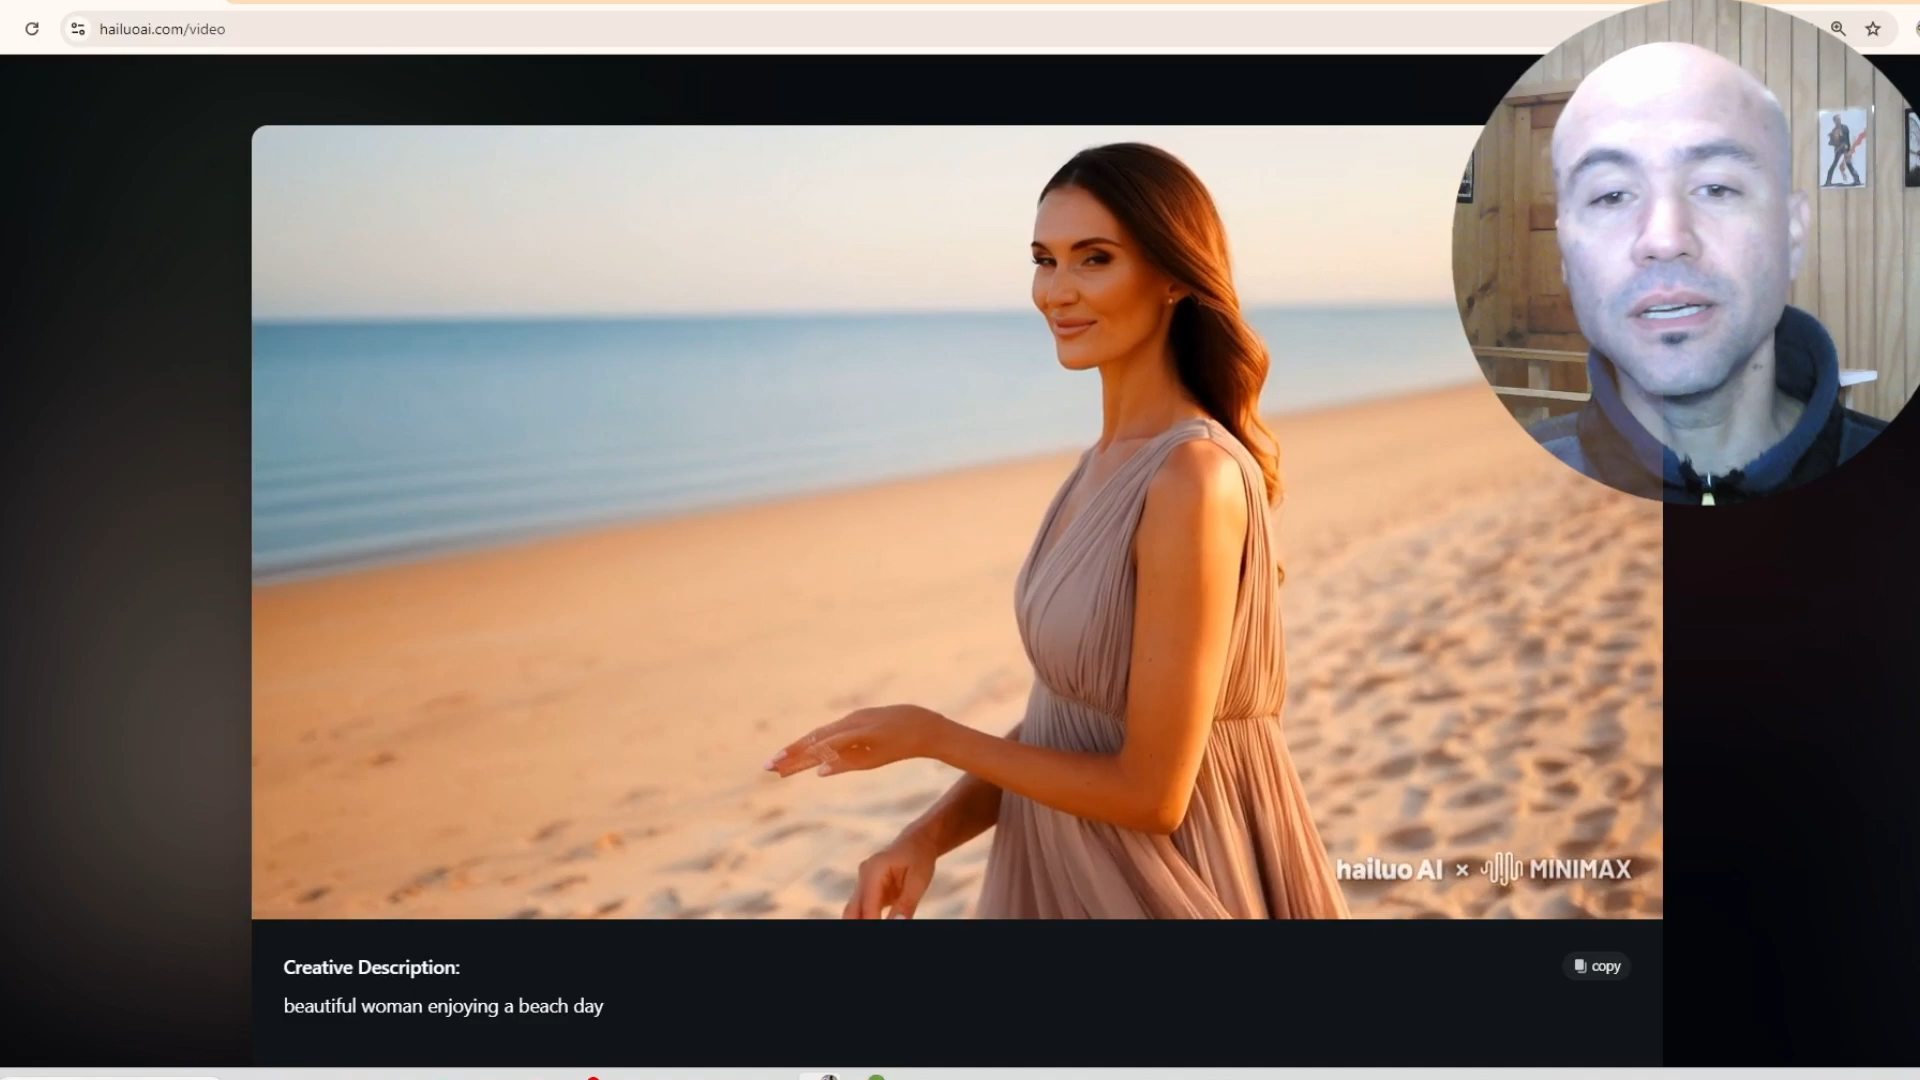 hailuoai.com/video
hailuo AI × MINIMAX
Creative Description:
copy
beautiful woman enjoying a beach day